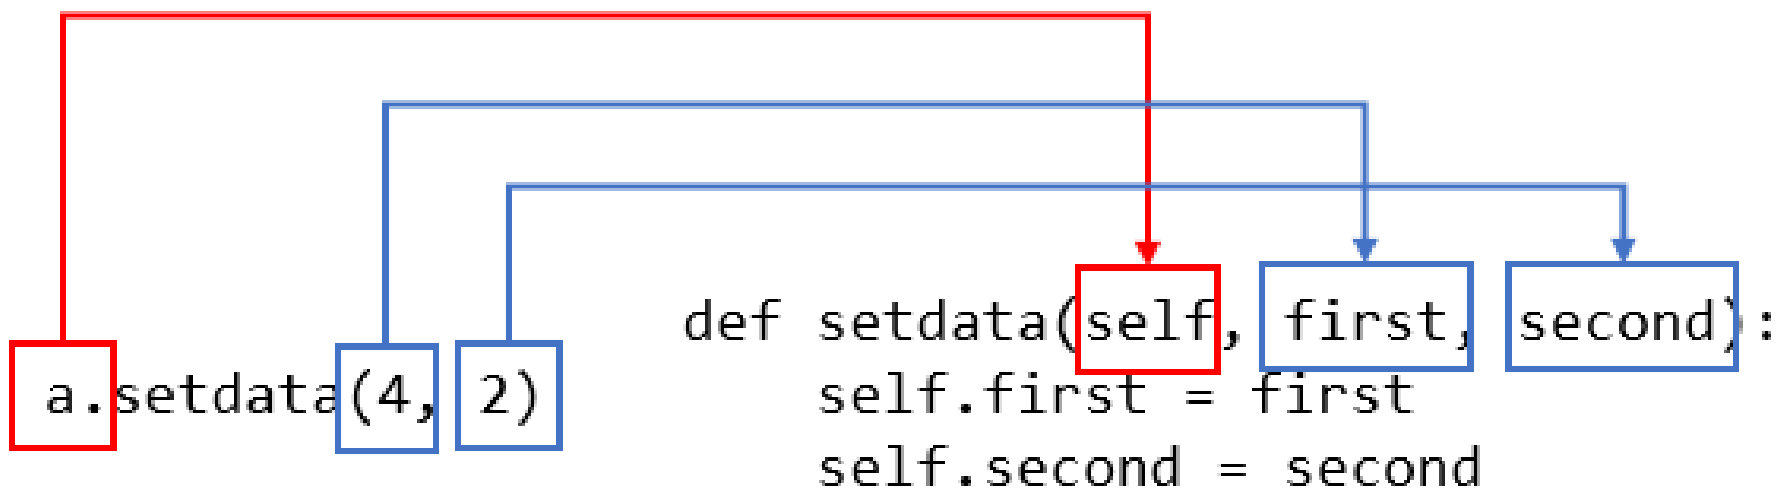 def setdata(self, first, second):
a.setdata(4, 2)
self.first = first
self.second = second